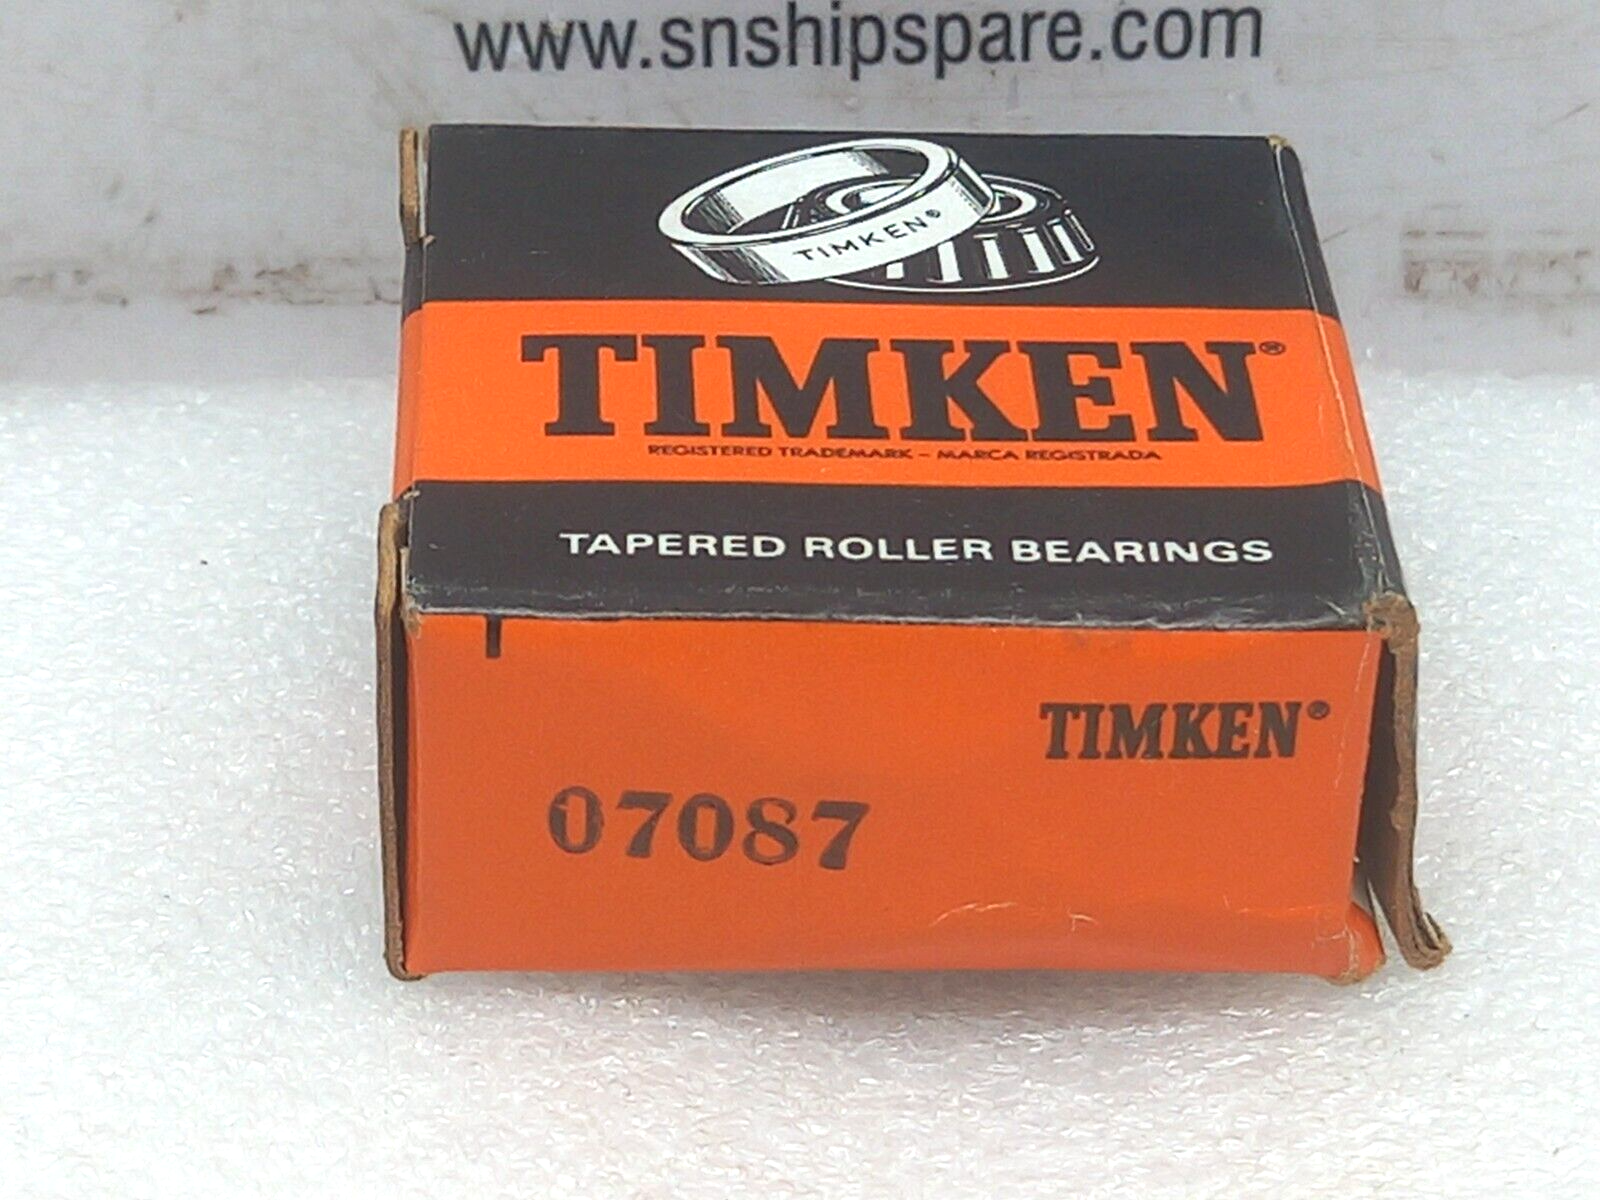 www.snshipspare.com
TIMKEN®
TIMKEN®
REGISTERED TRADEMARK – MARCA REGISTRADA
TAPERED ROLLER BEARINGS
TIMKEN®
07087